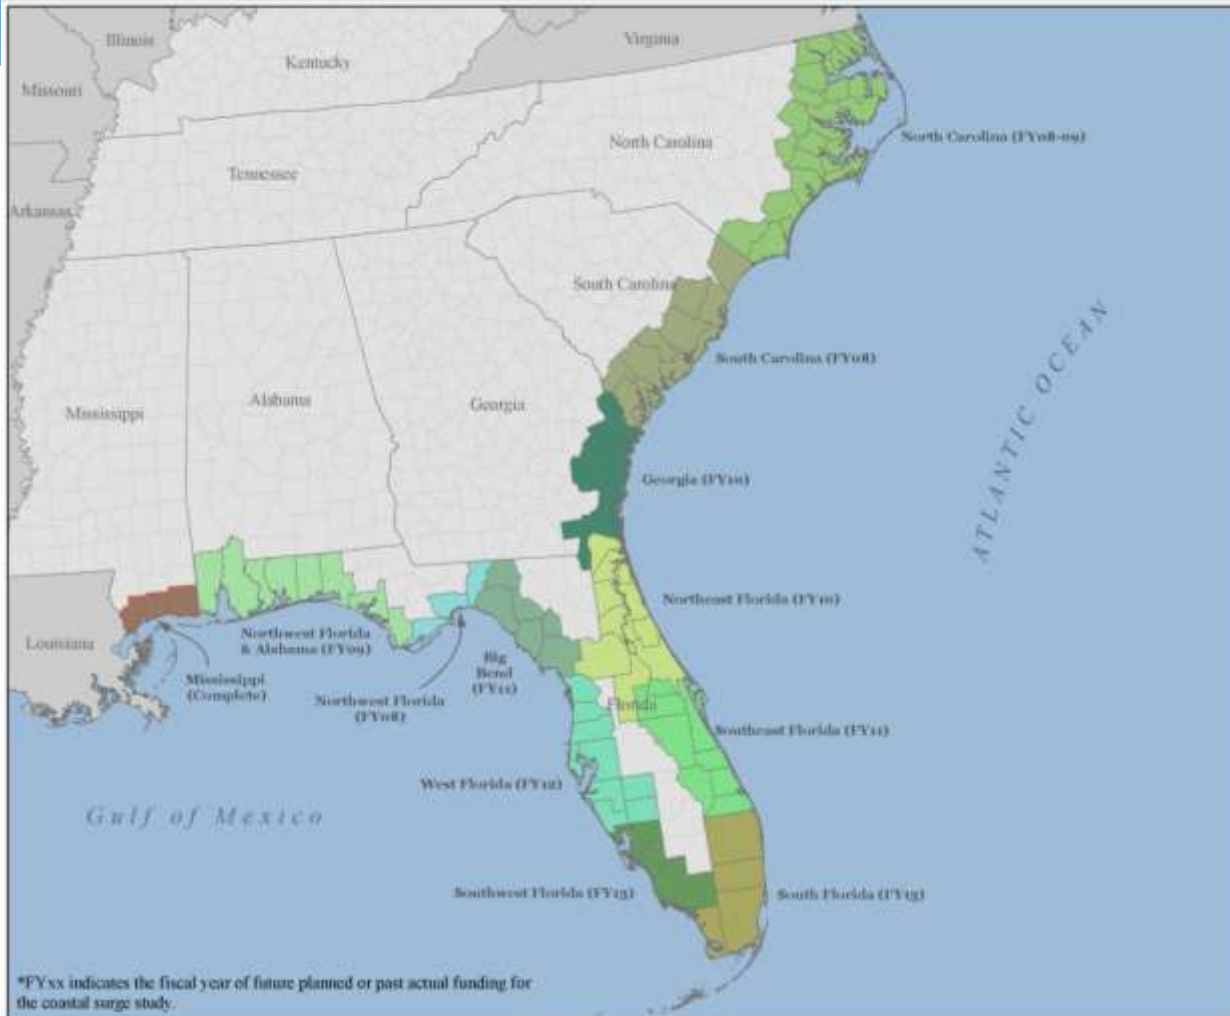 Illinois
Virginia
Kentucky
Missouri
North Carolina (FY08-09)
North Carolina
Tennessee
Arkansas
South Carolina
South Carolina (FY08)
ATLANTIC OCEAN
Mississippi
Alabama
Georgia
Georgia (FY10)
Northeast Florida (FY10)
Louisiana
Northwest Florida
& Alabama (FY09)
Mississippi
(Complete)
Northwest Florida
(FY08)
Big
Bend
(FY11)
Florida
Southeast Florida (FY11)
West Florida (FY12)
Gulf of Mexico
Southwest Florida (FY13)
South Florida (FY13)
*FYxx indicates the fiscal year of future planned or past actual funding for
the coastal surge study.